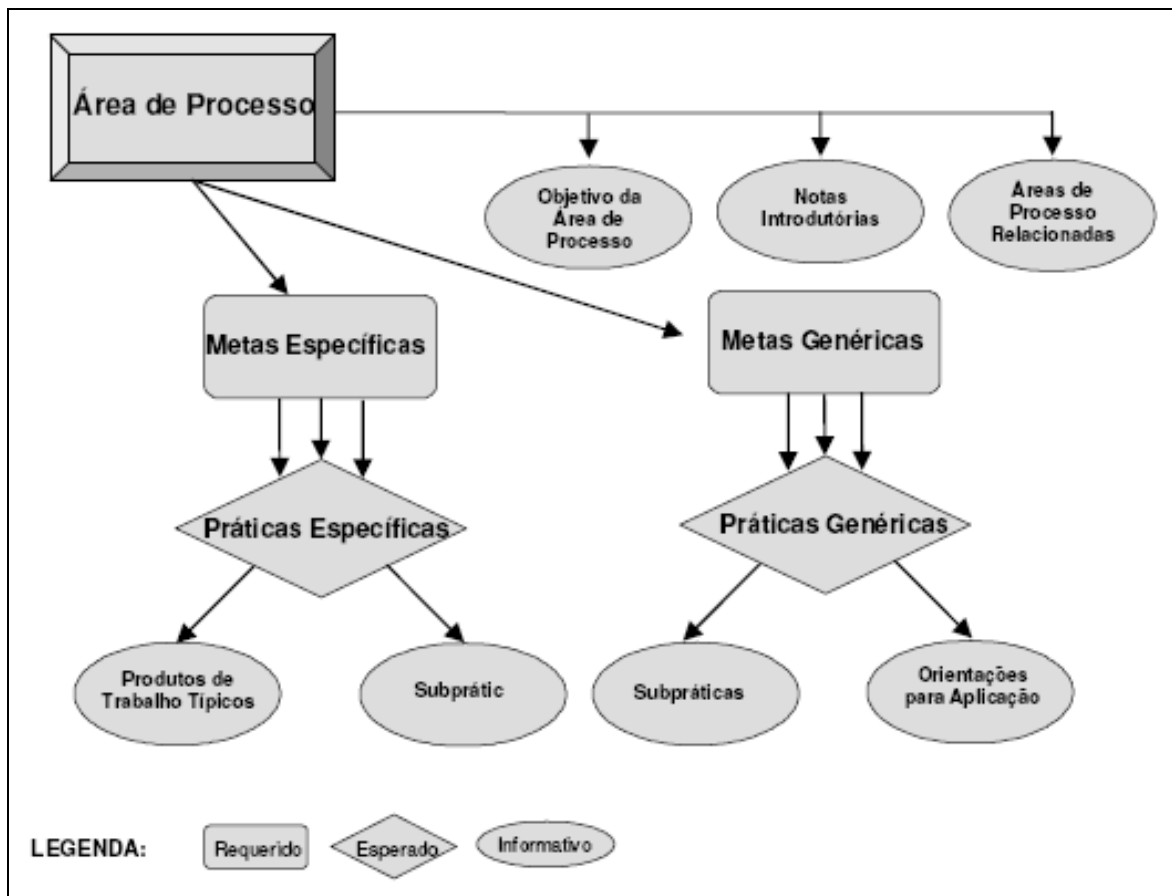 Área de Processo
Objetivo da
Área de
Processo
Notas
Introdutórias
Áreas de
Processo
Relacionadas
Metas Específicas
Metas Genéricas
Práticas Específicas
Práticas Genéricas
Produtos de
Trabalho Típicos
Subprátic
Subpráticas
Orientações
para Aplicação
LEGENDA:
Requerido
Esperado
Informativo